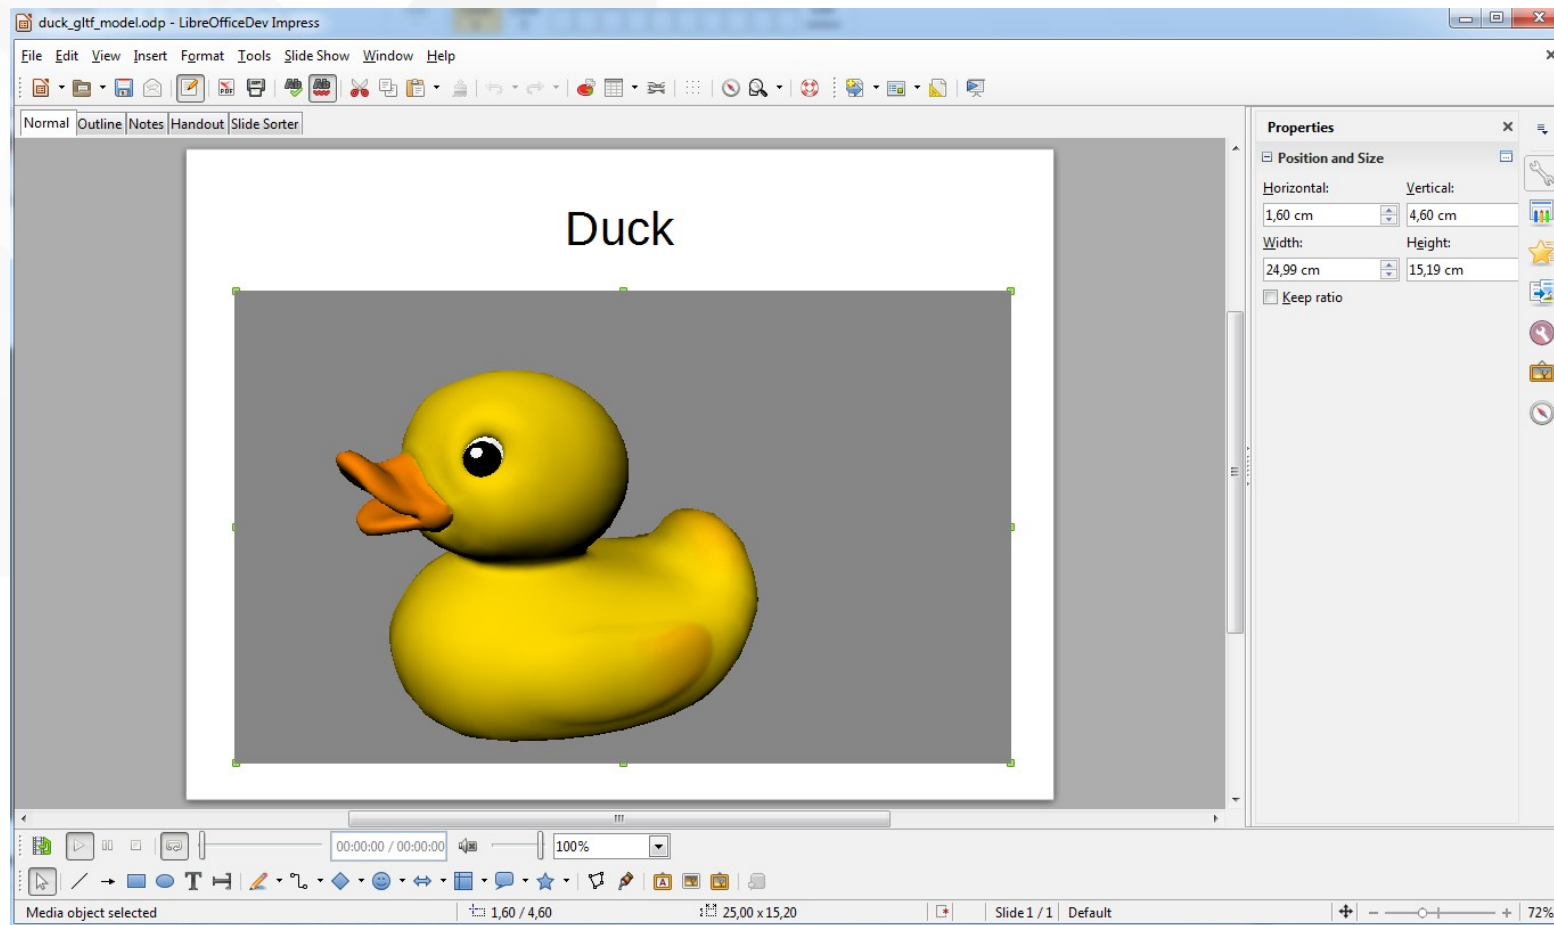 duck_gltf_model.odp - LibreOfficeDev Impress
File Edit View Insert Format Tools Slide Show Window Help
Normal Outline Notes Handout Slide Sorter
Properties
Position and Size
Horizontal: Vertical:
1,60 cm 4,60 cm
Width: Height:
24,99 cm 15,19 cm
Keep ratio
Duck
00:00:00 / 00:00:00 100%
Media object selected 1,60 / 4,60 25,00 x 15,20 Slide 1 / 1 Default 72%